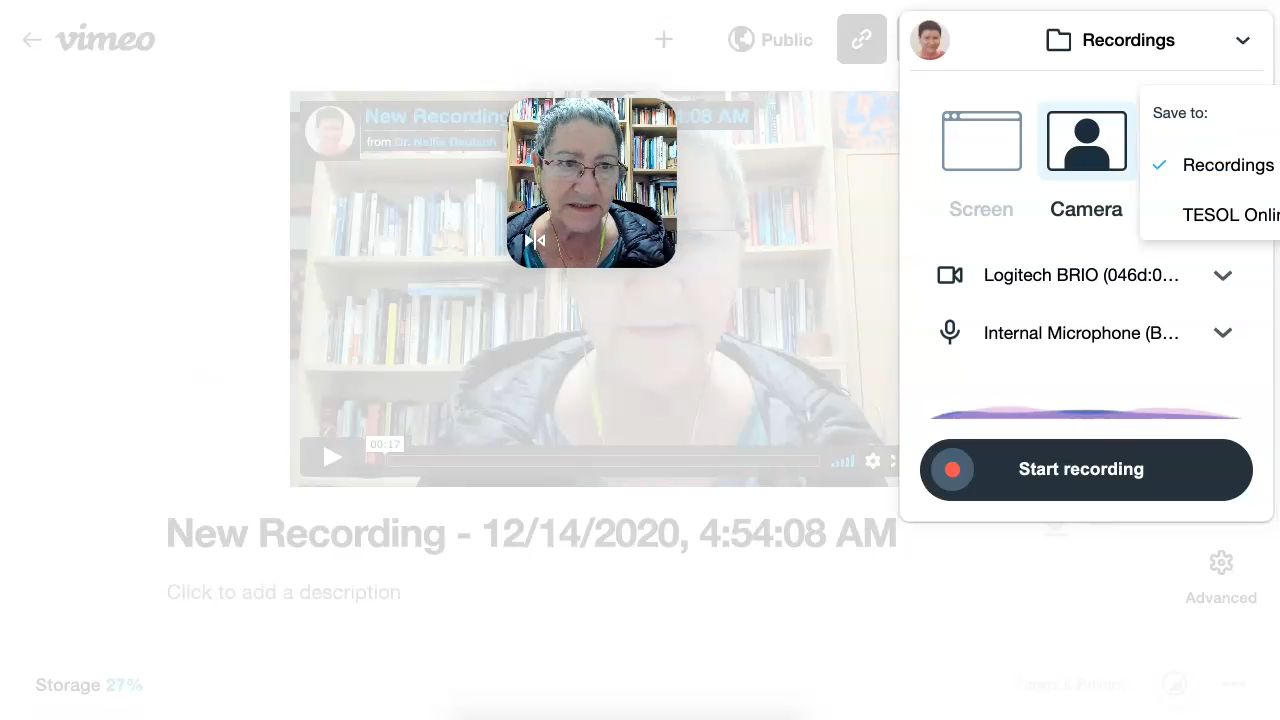 vimeo
Public
New Recording
:08 AM
from Dr. Nellie Deutsch
00:17
New Recording - 12/14/2020, 4:54:08 AM
Click to add a description
Storage 27%
Recordings
Save to:
Recordings
TESOL
Screen
Camera
Logitech BRIO (046d:0…
Internal Microphone (B…
Start recording
Advanced